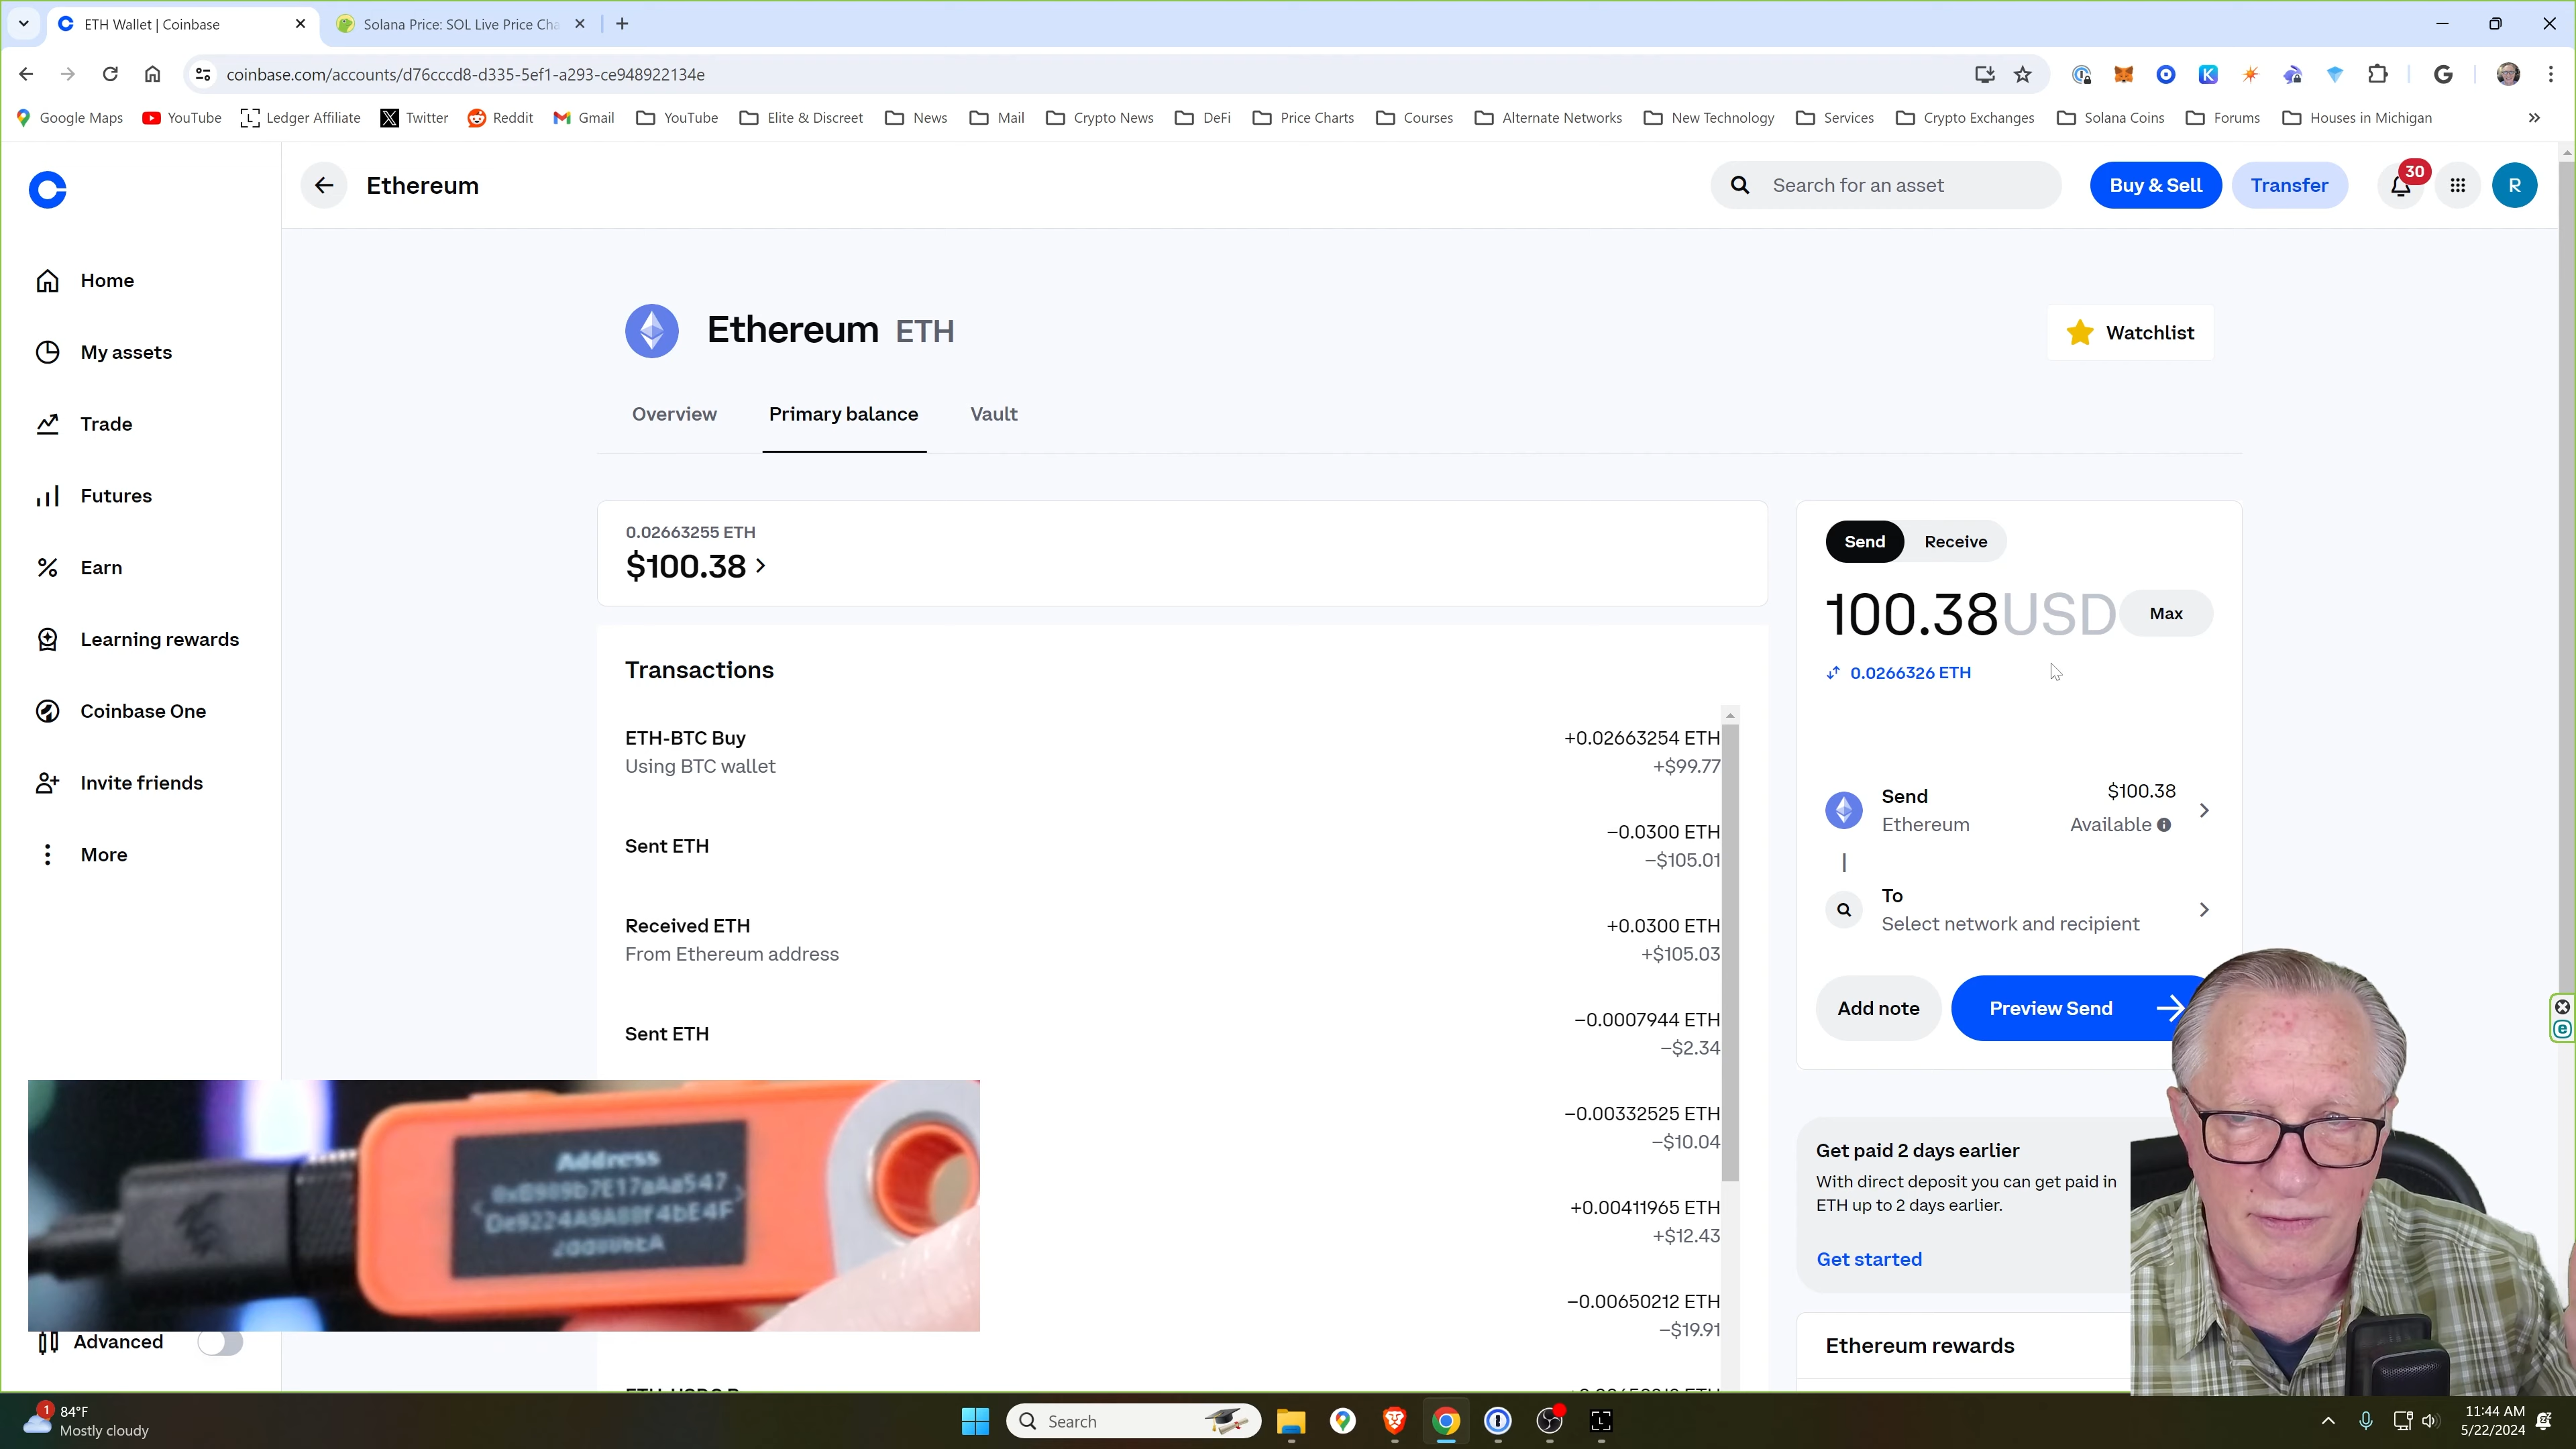 ETH Wallet | Coinbase
Solana Price: SOL Live Price Cha
coinbase.com/accounts/d76cccd8-d335-5ef1-a293-ce948922134e
Google Maps YouTube Ledger Affiliate Twitter Reddit Gmail YouTube Elite & Discreet News Mail Crypto News DeFi Price Charts Courses Alternate Networks New Technology Services Crypto Exchanges Solana Coins Forums Houses in Michigan
Ethereum
Search for an asset
Buy & Sell
Transfer
30
R
Home
My assets
Trade
Futures
Earn
Learning rewards
Coinbase One
Invite friends
More
Advanced
Ethereum ETH
Watchlist
Overview Primary balance Vault
0.02663255 ETH
$100.38
Transactions
ETH-BTC Buy +0.02663254 ETH
Using BTC wallet +$99.77
Sent ETH −0.0300 ETH
−$105.01
Received ETH +0.0300 ETH
From Ethereum address +$105.03
Sent ETH −0.0007944 ETH
−$2.34
−0.00332525 ETH
−$10.04
+0.00411965 ETH
+$12.43
−0.00650212 ETH
−$19.91
Send Receive
100.38USD Max
0.0266326 ETH
Send $100.38
Ethereum Available
To
Select network and recipient
Add note Preview Send
Get paid 2 days earlier
With direct deposit you can get paid in
ETH up to 2 days earlier.
Get started
Ethereum rewards
Address
1
84°F
Mostly cloudy
Search
11:44 AM
5/22/2024